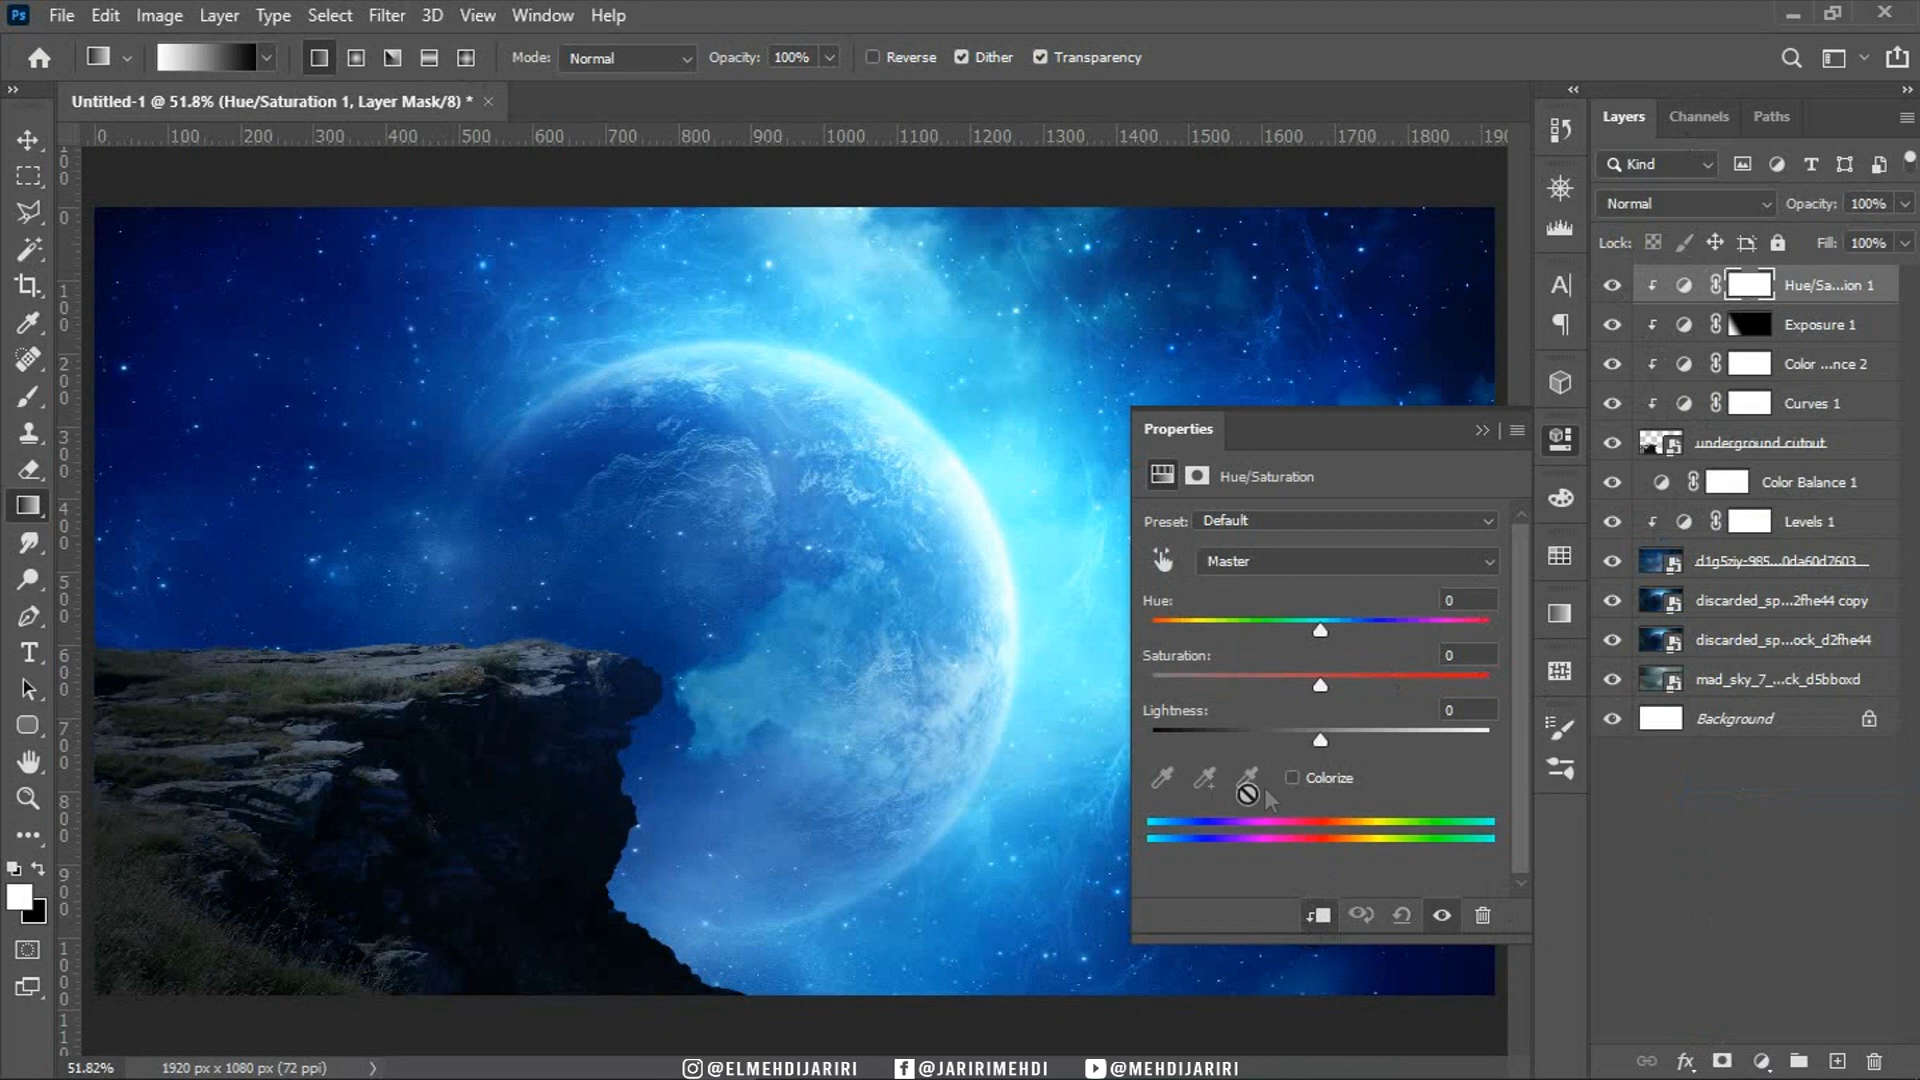 Ps File Edit Image Layer Type Select Filter 3D View Window Help
Mode: Normal Opacity: 100% Reverse Dither Transparency
Untitled-1 @ 51.8% (Hue/Saturation 1, Layer Mask/8) *
0 100 200 300 400 500 600 700 800 900 1000 1100 1200 1300 1400 1500 1600 1700 1800 190
Layers Channels Paths
Kind
Normal Opacity: 100%
Lock: Fill: 100%
Hue/Sa...ion 1
Exposure 1
Color ...nce 2
Curves 1
underground cutout
Color Balance 1
Levels 1
d1g5ziy-985...0da60d7603...
discarded_sp...2fhe44 copy
discarded_sp...ock_d2fhe44
mad_sky_7_...ck_d5bboxd
Background
Properties
Hue/Saturation
Preset: Default
Master
Hue: 0
Saturation: 0
Lightness: 0
Colorize
51.82% 1920 px x 1080 px (72 ppi)
@ELMEHDIJARIRI @JARIRIMEHDI @MEHDIJARIRI